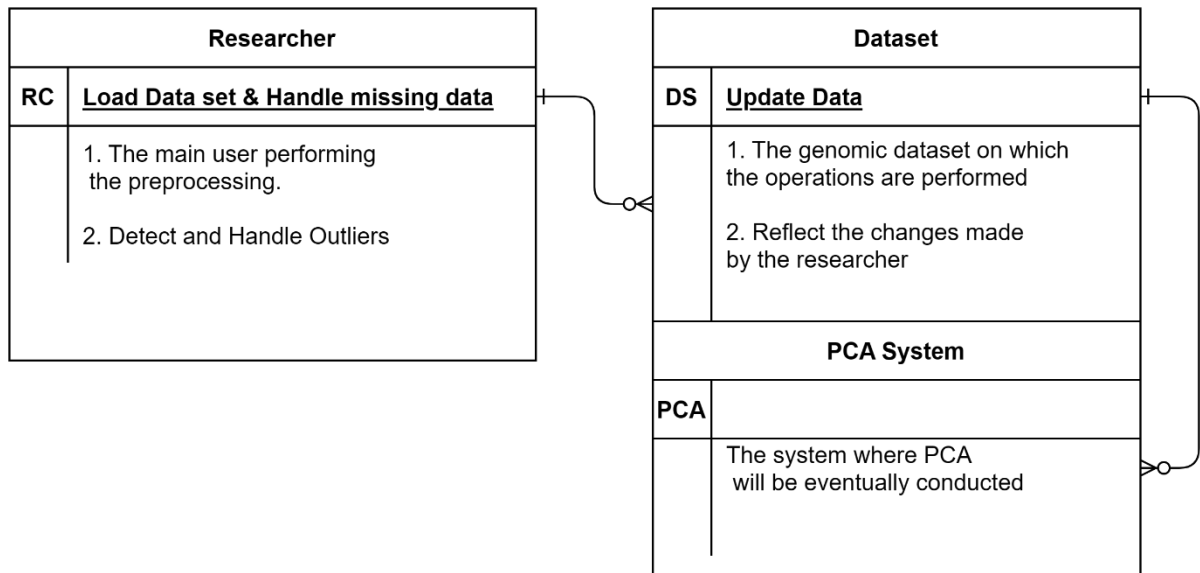 Researcher
RC
Load Data set & Handle missing data
1. The main user performing
the preprocessing.
2. Detect and Handle Outliers
Dataset
DS
Update Data
1. The genomic dataset on which
the operations are performed
2. Reflect the changes made
by the researcher
PCA System
PCA
The system where PCA
will be eventually conducted